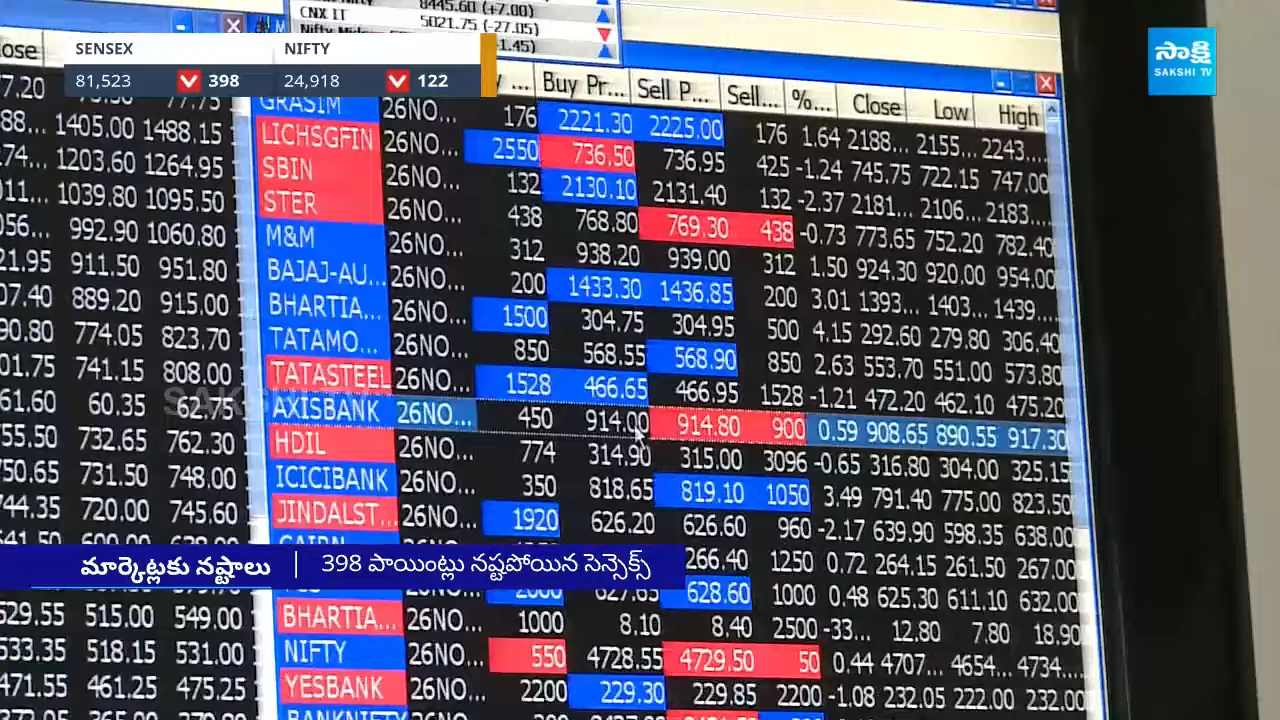 8445.60 (+7.00)
CNX IT 5021.75 (-27.05)
SENSEX NIFTY
81,523 398 24,918 122
సాక్షి
SAKSHI TV
Buy Pr... Sell P... Sell... %... Close Low High
GRASIM 26NO... 176 2221.30 2225.00 176 1.64 2188... 2155... 2243....
1405.00 1488.15 LICHSGFIN 26NO... 2550 736.50 736.95 425 -1.24 745.75 722.15 747.00
1203.60 1264.95 SBIN 26NO... 132 2130.10 2131.40 132 -2.37 2181... 2106... 2183....
1039.80 1095.50 STER 26NO... 438 768.80 769.30 438 -0.73 773.65 752.20 782.40
992.90 1060.80 M&M 26NO... 312 938.20 939.00 312 1.50 924.30 920.00 954.00
911.50 951.80 BAJAJ-AU... 26NO... 200 1433.30 1436.85 200 3.01 1393... 1403... 1439....
889.20 915.00 BHARTIA... 26NO... 1500 304.75 304.95 500 4.15 292.60 279.80 306.40
774.05 823.70 TATAMO... 26NO... 850 568.55 568.90 850 2.63 553.70 551.00 573.80
741.15 808.00 TATASTEEL 26NO... 1528 466.65 466.95 1528 -1.21 472.20 462.10 475.20
60.35 62.75 AXISBANK 26NO... 450 914.00 914.80 900 0.59 908.65 890.55 917.30
732.65 762.30 HDIL 26NO... 774 314.90 315.00 3096 -0.65 316.80 304.00 325.15
731.50 748.00 ICICIBANK 26NO... 350 818.65 819.10 1050 3.49 791.40 775.00 823.50
720.00 745.60 JINDALST... 26NO... 1920 626.20 626.60 960 -2.17 639.90 598.35 638.00
266.40 1250 0.72 264.15 261.50 267.00
మార్కెట్లకు నష్టాలు | 398 పాయింట్లు నష్టపోయిన సెన్సెక్స్
628.60 1000 0.48 625.30 611.10 632.00
529.55 515.00 549.00 BHARTIA... 26NO... 1000 8.10 8.40 2500 -33... 12.80 7.80 18.90
533.35 518.15 531.00 NIFTY 26NO... 550 4728.55 4729.50 50 0.44 4707... 4654... 4734....
471.55 461.25 475.25 YESBANK 26NO... 2200 229.30 229.85 2200 -1.08 232.05 222.00 232.00
BANKNIFTY